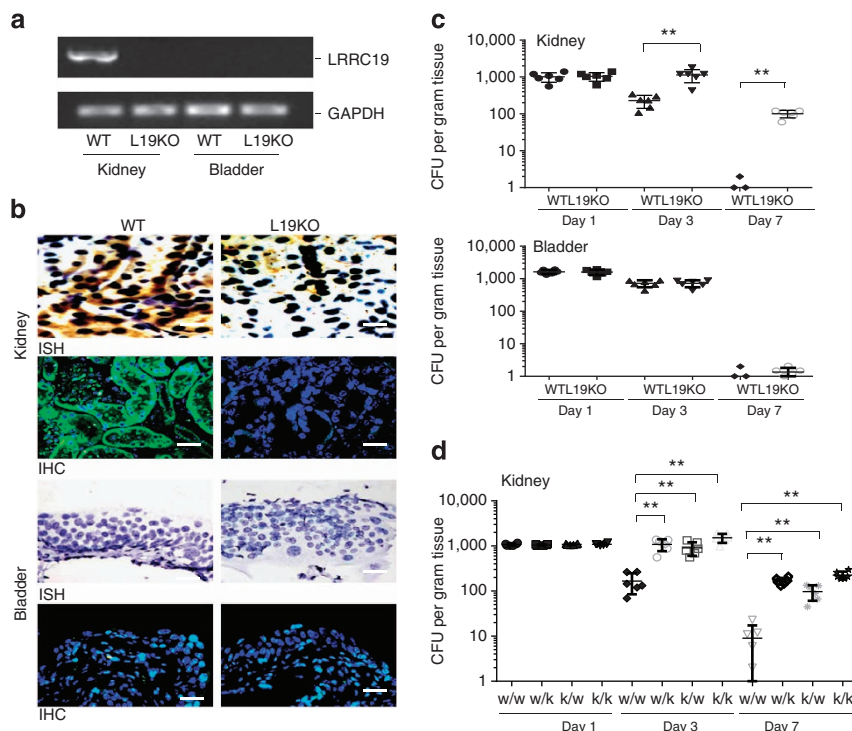 a
LRRC19
GAPDH
WT L19KO WT L19KO
Kidney Bladder
b
WT L19KO
Kidney
ISH
IHC
Bladder
ISH
IHC
c
Kidney
CFU per gram tissue
10,000
1,000
100
10
1
**
**
WTL19KO WTL19KO WTL19KO
Day 1 Day 3 Day 7
Bladder
CFU per gram tissue
10,000
1,000
100
10
1
WTL19KO WTL19KO WTL19KO
Day 1 Day 3 Day 7
d
Kidney
CFU per gram tissue
10,000
1,000
100
10
1
**
**
**
**
**
**
w/w w/k k/w k/k w/w w/k k/w k/k w/w w/k k/w k/k
Day 1 Day 3 Day 7